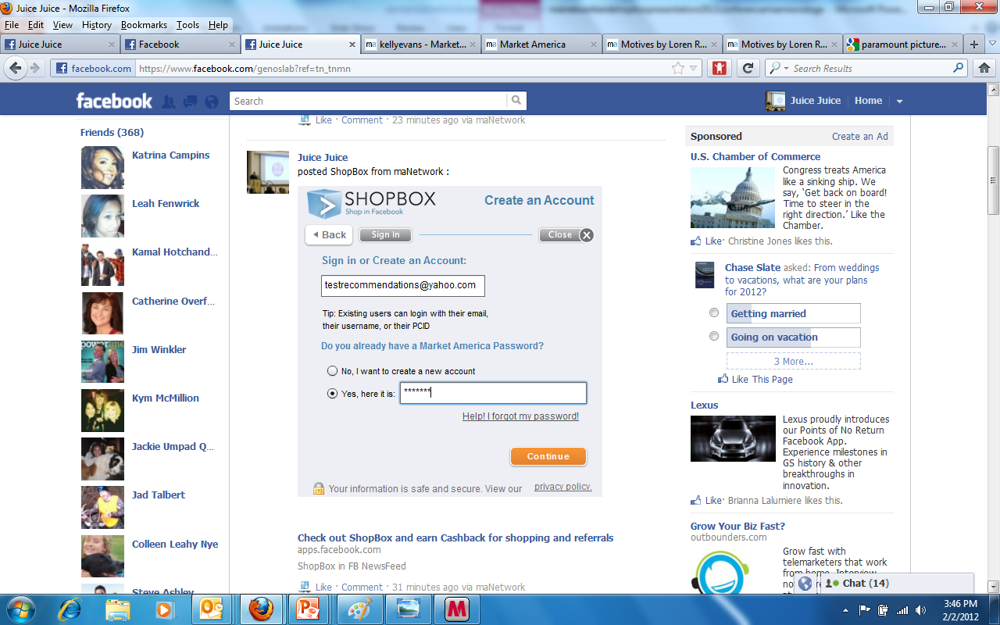 Juice Juice - Mozilla Firefox
File Edit View History Bookmarks Tools Help
Juice Juice
Facebook
Juice Juice
kellyevans - Market...
Market America
Motives by Loren R...
Motives by Loren R...
paramount picture...
facebook.com
https://www.facebook.com/genoslab?ref=tn_tnmn
Search Results
facebook
Search
Juice Juice
Home
Friends (368)
Katrina Campins
Leah Fenwrick
Kamal Hotchand...
Catherine Overf...
Jim Winkler
Kym McMillion
Jackie Umpad Q...
Jad Talbert
Colleen Leahy Nye
Steve Ashley
Like · Comment · 23 minutes ago via maNetwork
Juice Juice
posted ShopBox from maNetwork :
SHOPBOX
Shop in Facebook
Create an Account
Back
Sign In
Close
Sign in or Create an Account:
testrecommendations@yahoo.com
Tip: Existing users can login with their email,
their username, or their PCID
Do you already have a Market America Password?
No, I want to create a new account
Yes, here it is:
*******
Help! I forgot my password!
Continue
Your information is safe and secure. View our privacy policy.
Check out ShopBox and earn Cashback for shopping and referrals
apps.facebook.com
ShopBox in FB NewsFeed
Like · Comment · 31 minutes ago via maNetwork
Sponsored
Create an Ad
U.S. Chamber of Commerce
Congress treats America
like a sinking ship. We
say, ‘Get back on board!
Time to steer in the
right direction.’ Like the
Chamber.
Like · Christine Jones likes this.
Chase Slate asked: From weddings
to vacations, what are your plans
for 2012?
Getting married
Going on vacation
3 More...
Like This Page
Lexus
Lexus proudly introduces
our Points of No Return
Facebook App.
Experience milestones in
GS history & other
breakthroughs in
innovation.
Like · Brianna Lalumiere likes this.
Grow Your Biz Fast?
outbounders.com
Grow fast with
telemarketers that work
from home. Interview
Chat (14)
3:46 PM
2/2/2012